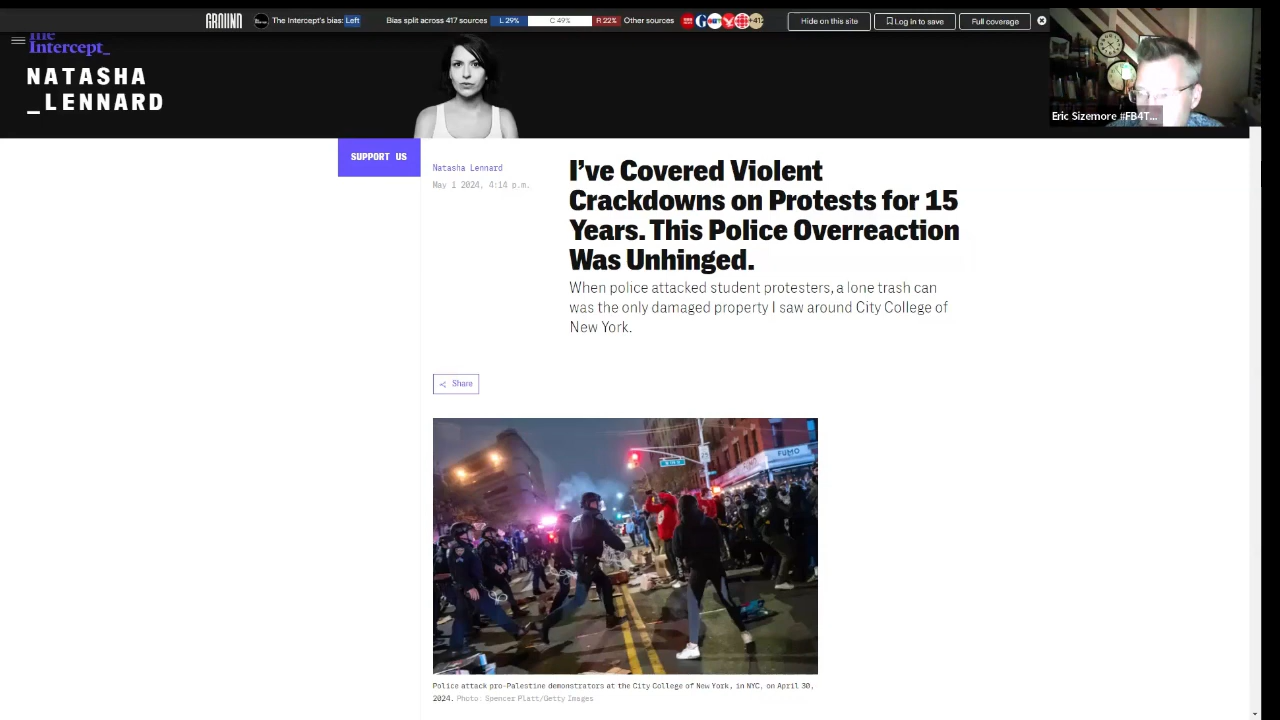 GROUND
The Intercept's bias: Left
Bias split across 417 sources
L 29%
C 49%
R 22%
Other sources
+412
Hide on this site
Log in to save
Full coverage
The
Intercept_
NATASHA
_LENNARD
Eric Sizemore #FB4T...
SUPPORT US
Natasha Lennard
May 1 2024, 4:14 p.m.
I've Covered Violent
Crackdowns on Protests for 15
Years. This Police Overreaction
Was Unhinged.
When police attacked student protesters, a lone trash can
was the only damaged property I saw around City College of
New York.
Share
FUMO
Police attack pro-Palestine demonstrators at the City College of New York, in NYC, on April 30,
2024. Photo: Spencer Platt/Getty Images